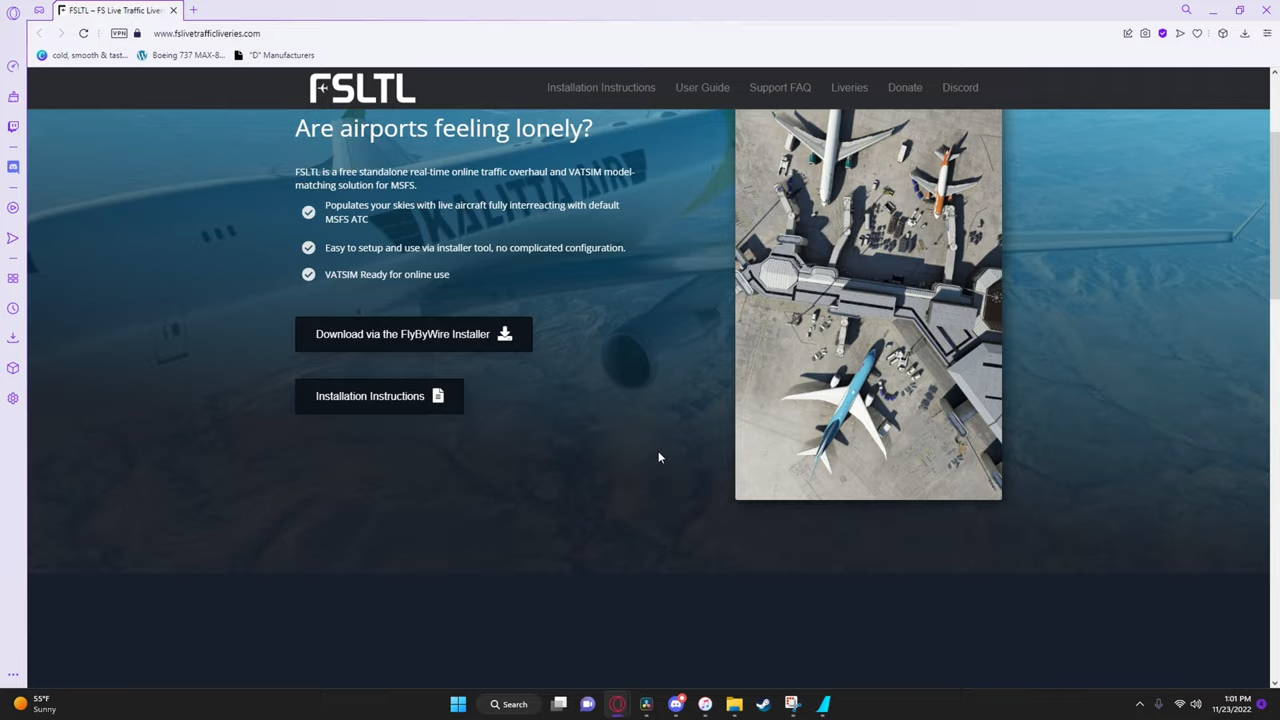 FSLTL – FS Live Traffic Liver
VPN
www.fslivetrafficliveries.com
cold, smooth & tast...
Boeing 737 MAX-8...
"D" Manufacturers
FSLTL
Installation Instructions
User Guide
Support FAQ
Liveries
Donate
Discord
Are airports feeling lonely?
FSLTL is a free standalone real-time online traffic overhaul and VATSIM model-
matching solution for MSFS.
Populates your skies with live aircraft fully interreacting with default
MSFS ATC
Easy to setup and use via installer tool, no complicated configuration.
VATSIM Ready for online use
Download via the FlyByWire Installer
Installation Instructions
KALITTA AIR
55°F
Sunny
Search
1:01 PM
11/23/2022